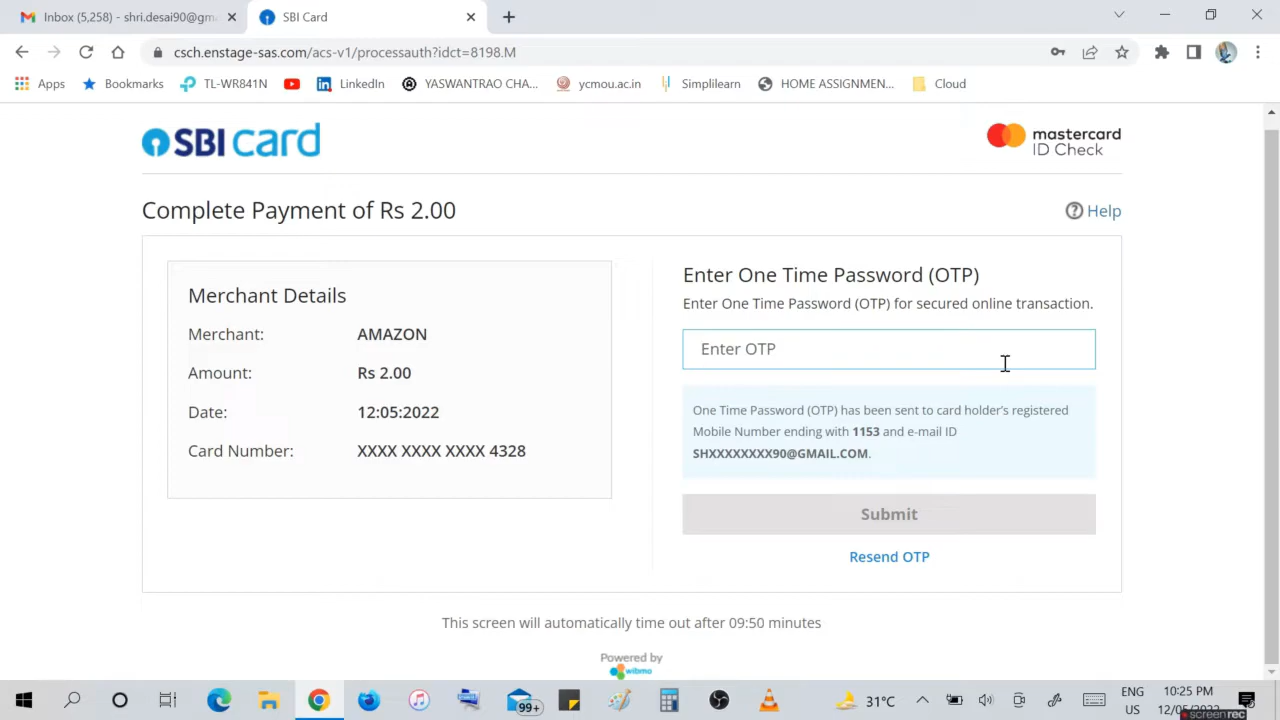 Inbox (5,258) - shri.desai90@gm
SBI Card
csch.enstage-sas.com/acs-v1/processauth?idct=8198.M
Apps
Bookmarks
TL-WR841N
LinkedIn
YASWANTRAO CHA...
ycmou.ac.in
Simplilearn
HOME ASSIGNMEN...
Cloud
SBI card
mastercard
ID Check
Complete Payment of Rs 2.00
Help
Merchant Details
Merchant: AMAZON
Amount: Rs 2.00
Date: 12:05:2022
Card Number: XXXX XXXX XXXX 4328
Enter One Time Password (OTP)
Enter One Time Password (OTP) for secured online transaction.
Enter OTP
One Time Password (OTP) has been sent to card holder's registered
Mobile Number ending with 1153 and e-mail ID
SHXXXXXXXX90@GMAIL.COM.
Submit
Resend OTP
This screen will automatically time out after 09:50 minutes
Powered by
wibmo
99+
31°C
ENG
US
10:25 PM
screenrec